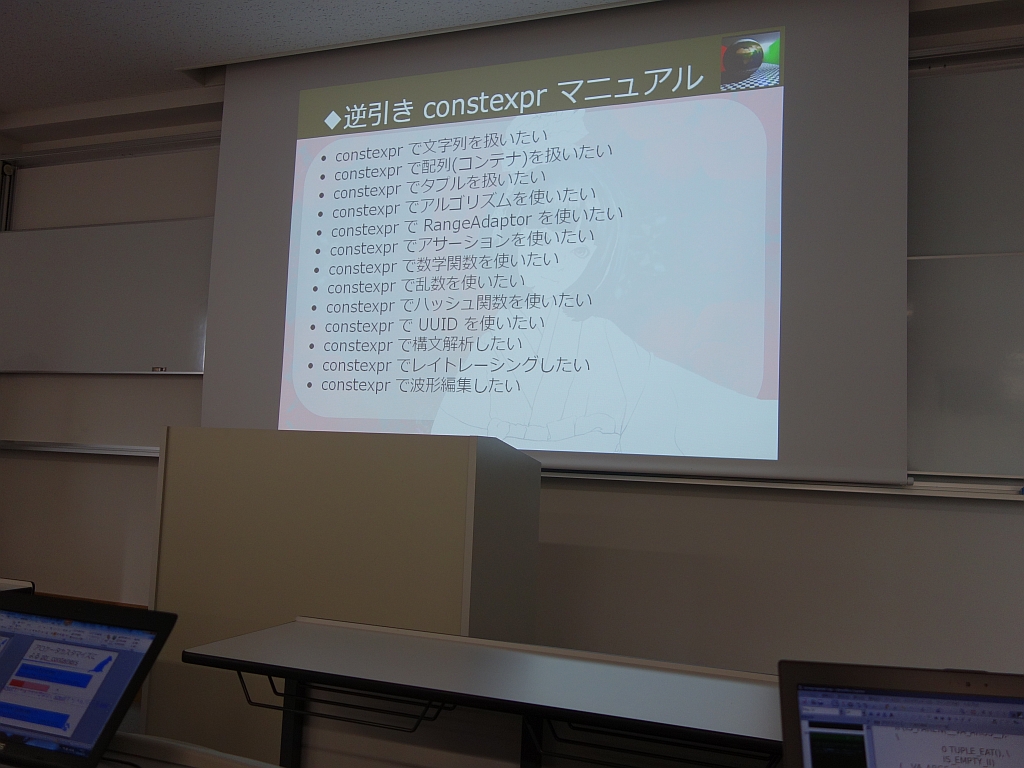 ◆逆引き constexpr マニュアル
• constexpr で文字列を扱いたい
• constexpr で配列(コンテナ)を扱いたい
• constexpr でタプルを扱いたい
• constexpr でアルゴリズムを使いたい
• constexpr で RangeAdaptor を使いたい
• constexpr でアサーションを使いたい
• constexpr で数学関数を使いたい
• constexpr で乱数を使いたい
• constexpr でハッシュ関数を使いたい
• constexpr で UUID を使いたい
• constexpr で構文解析したい
• constexpr でレイトレーシングしたい
• constexpr で波形編集したい
TUPLE_EAT(), \